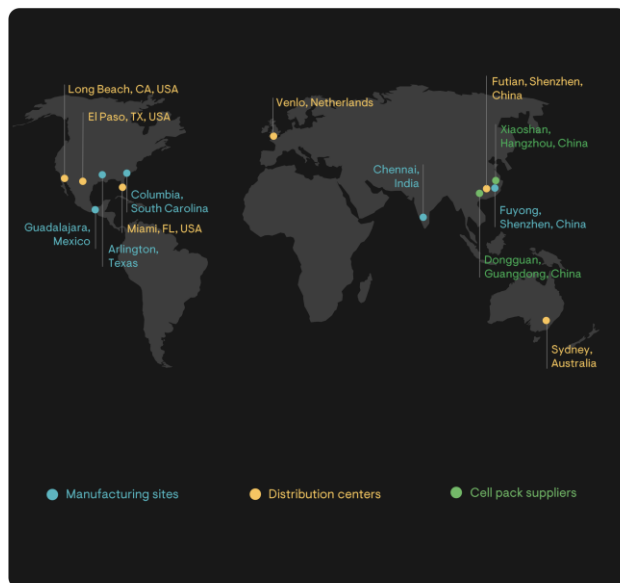 Long Beach, CA, USA
El Paso, TX, USA
Venlo, Netherlands
Futian, Shenzhen,
China
Xiaoshan,
Hangzhou, China
Chennai,
India
Columbia,
South Carolina
Guadalajara,
Mexico
Miami, FL, USA
Arlington,
Texas
Fuyong,
Shenzhen, China
Dongguan,
Guangdong, China
Sydney,
Australia
Manufacturing sites
Distribution centers
Cell pack suppliers